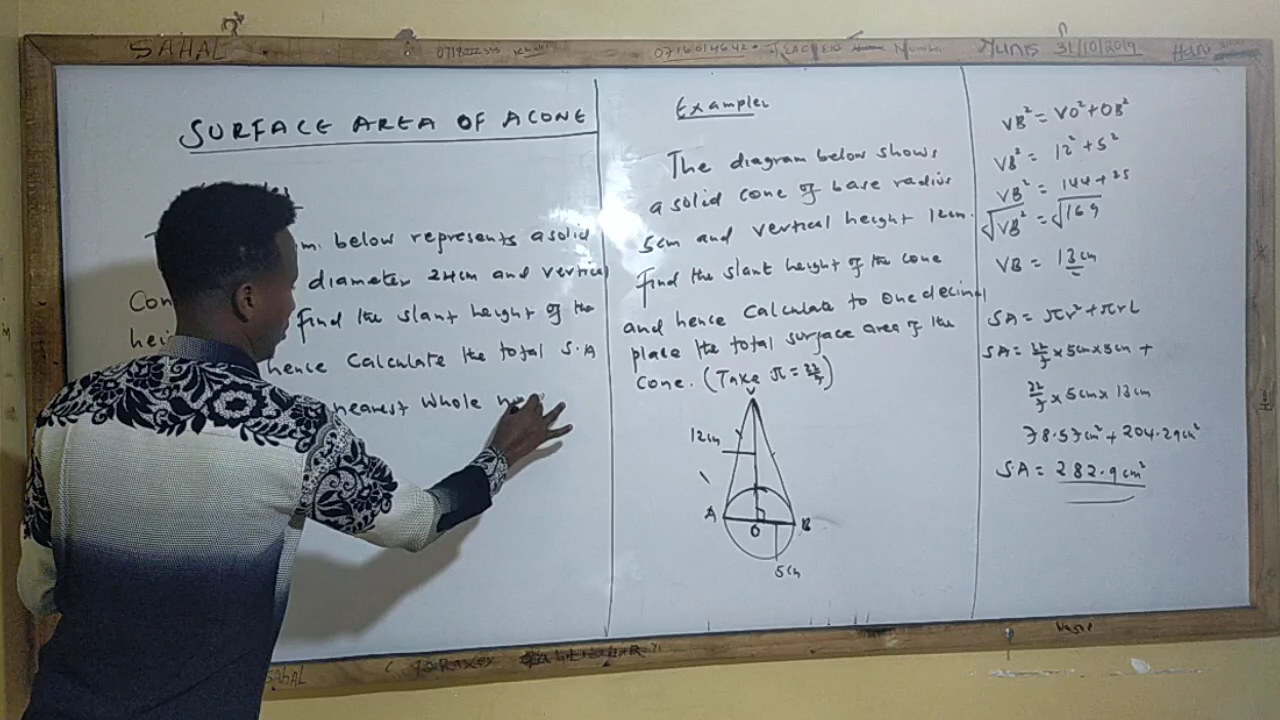 SAHAL
31/10/2019
SURFACE AREA OF A CONE
m. below represents a solid
Con diameter 24cm and vertical
hei Find the slant height of the
hence Calculate the total S.A
nearest whole
Examples
The diagram below shows
a solid cone of base radius
5cm and vertical height 12cm.
Find the slant height of the cone
and hence Calculate to one decimal
place the total surface area of the
cone. (Take π = 22/7)
V
12cm
A
O
B
5cm
VB² = VO² + OB²
VB² = 12² + 5²
VB² = 144 + 25
√VB² = √169
VB = 13cm
SA = πr² + πrL
SA = 22/7 × 5cm × 5cm +
22/7 × 5cm × 13cm
78.57cm² + 204.29cm²
SA = 282.9cm²
SAHAL